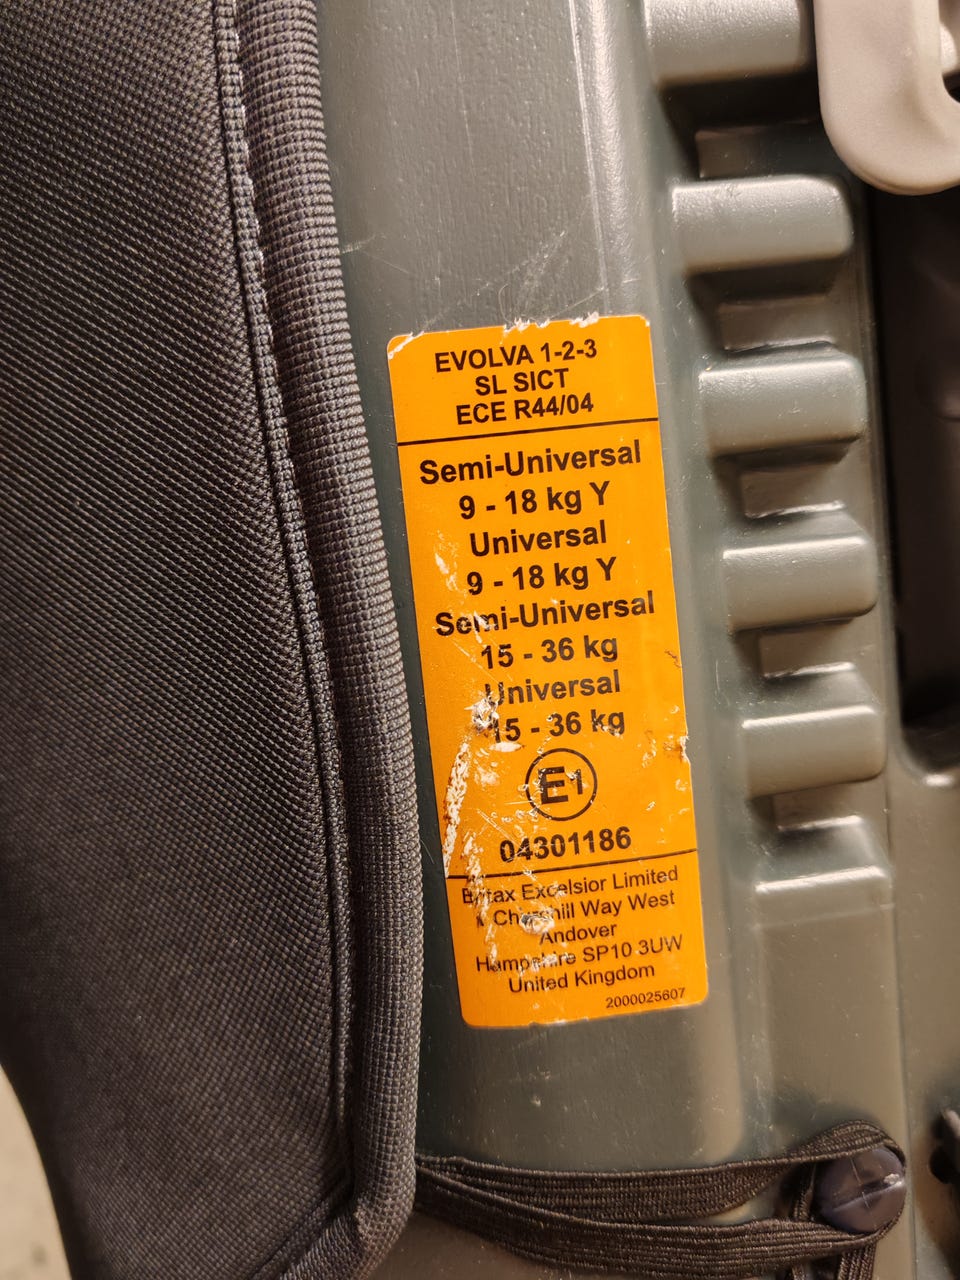 EVOLVA 1-2-3
SL SICT
ECE R44/04
Semi-Universal
9 - 18 kg Y
Universal
9 - 18 kg Y
Semi-Universal
15 - 36 kg
Universal
15 - 36 kg
E1
04301186
Britax Excelsior Limited
Churchill Way West
Andover
Hampshire SP10 3UW
United Kingdom
2000025607